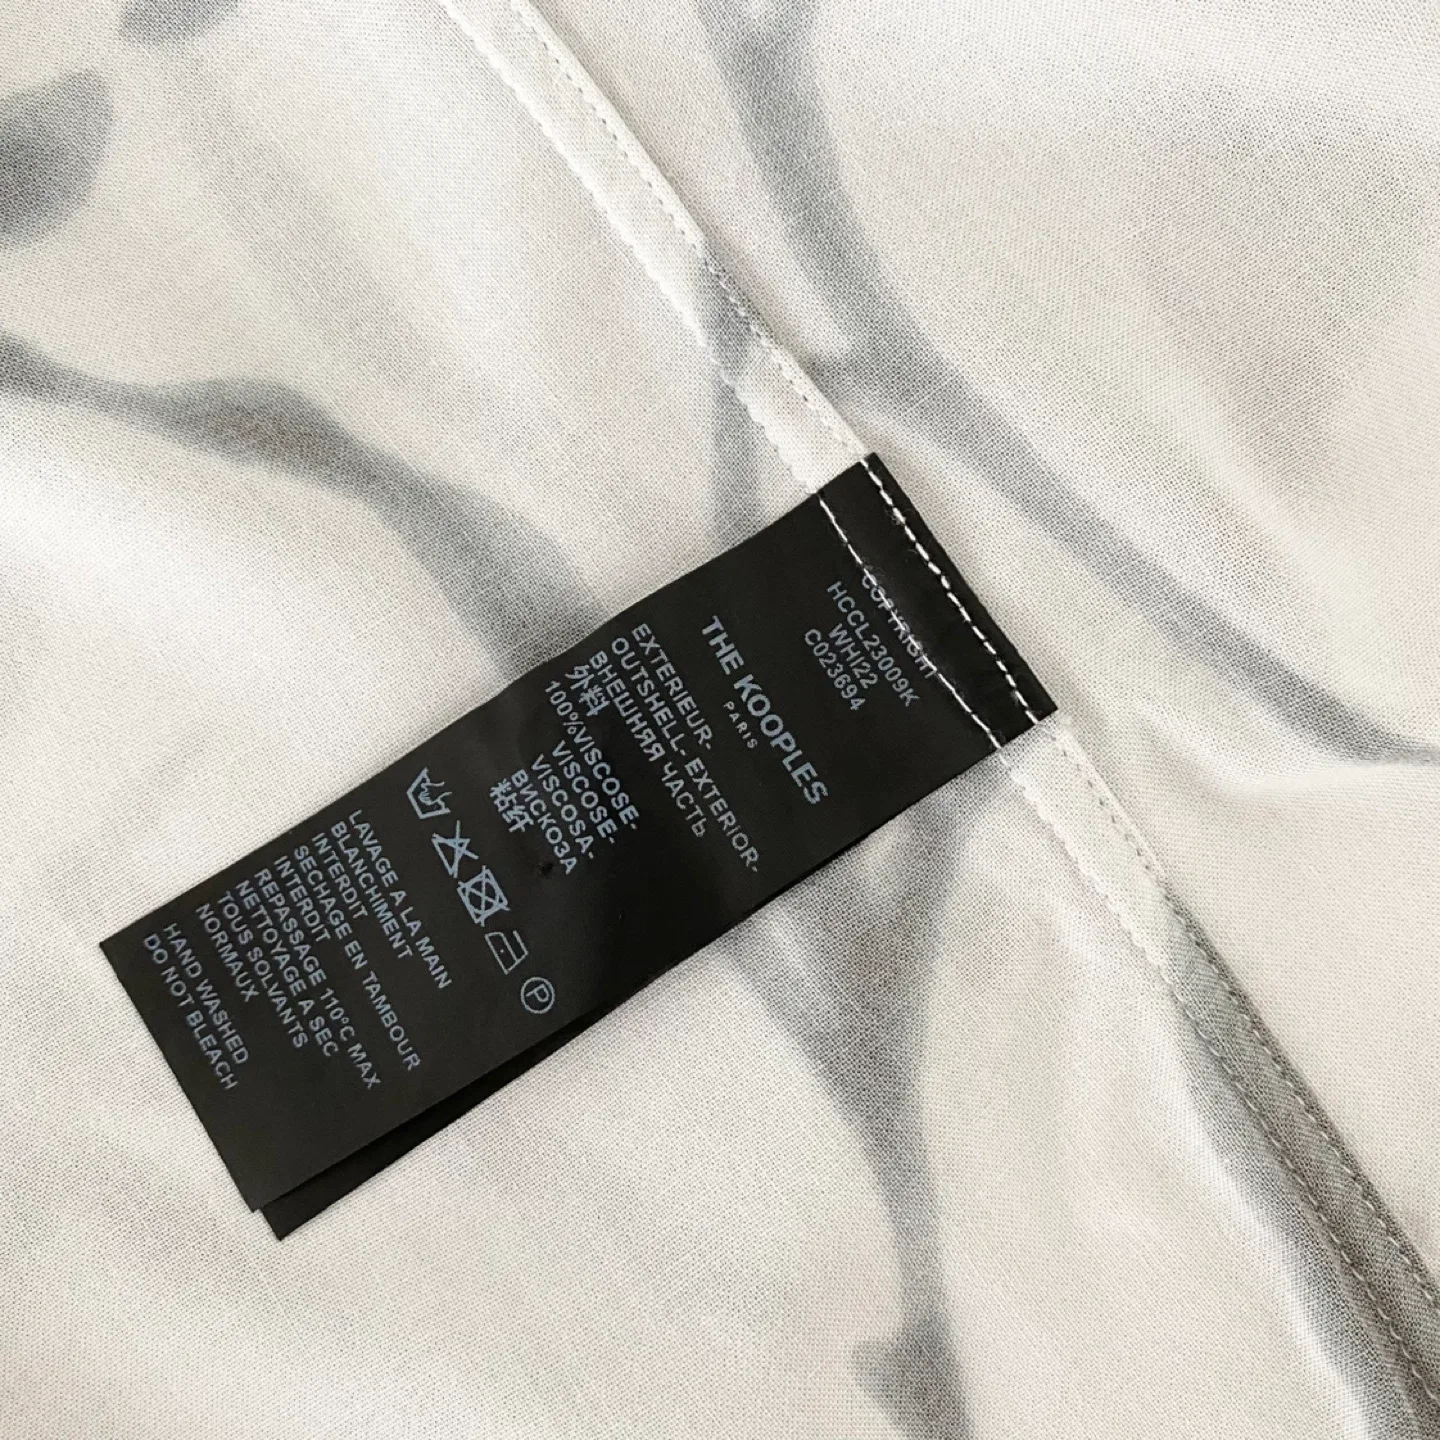 COPYRIGHT
HCCL23009K
WHI22
C023694
THE KOOPLES
PARIS
EXTERIEUR-
OUTSHELL- EXTERIOR-
ВНЕШНЯЯ ЧАСТЬ
外料
100%VISCOSE-
VISCOSE-
VISCOSA-
ВИСКОЗА
粘纤
P
LAVAGE A LA MAIN
BLANCHIMENT
INTERDIT
SECHAGE EN TAMBOUR
INTERDIT
REPASSAGE 110°C MAX
NETTOYAGE A SEC
TOUS SOLVANTS
NORMAUX
HAND WASHED
DO NOT BLEACH